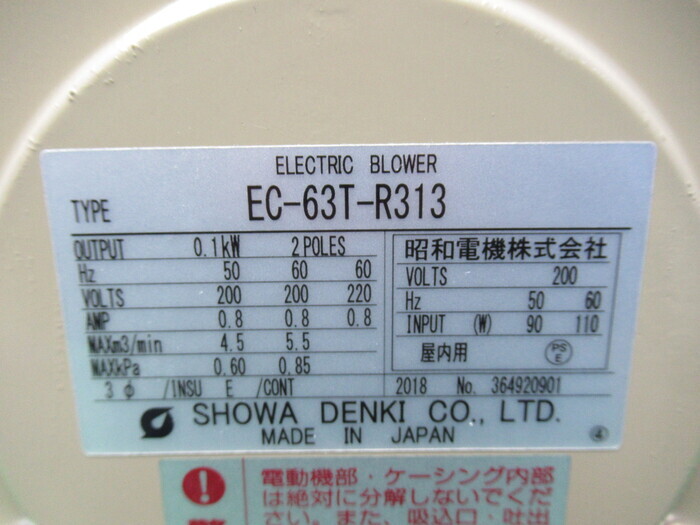 ELECTRIC BLOWER
TYPE EC-63T-R313
OUTPUT 0.1kW 2POLES
Hz 50 60 60
VOLTS 200 200 220
AMP 0.8 0.8 0.8
MAXm3/min 4.5 5.5
MAXkPa 0.60 0.85
3 φ /INSU E /CONT
昭和電機株式会社
VOLTS 200
Hz 50 60
INPUT (W) 90 110
屋内用 PS E
2018 No. 364920901
SHOWA DENKI CO., LTD.
MADE IN JAPAN 4
電動機部・ケーシング内部
は絶対に分解しないでくだ
さい。また、吸込口・吐出